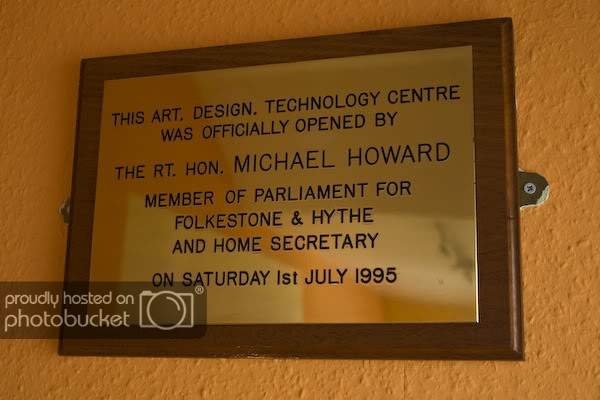 THIS ART, DESIGN, TECHNOLOGY CENTRE
WAS OFFICIALLY OPENED BY
THE RT. HON. MICHAEL HOWARD
MEMBER OF PARLIAMENT FOR
FOLKESTONE & HYTHE
AND HOME SECRETARY
ON SATURDAY 1st JULY 1995
proudly hosted on
photobucket ®